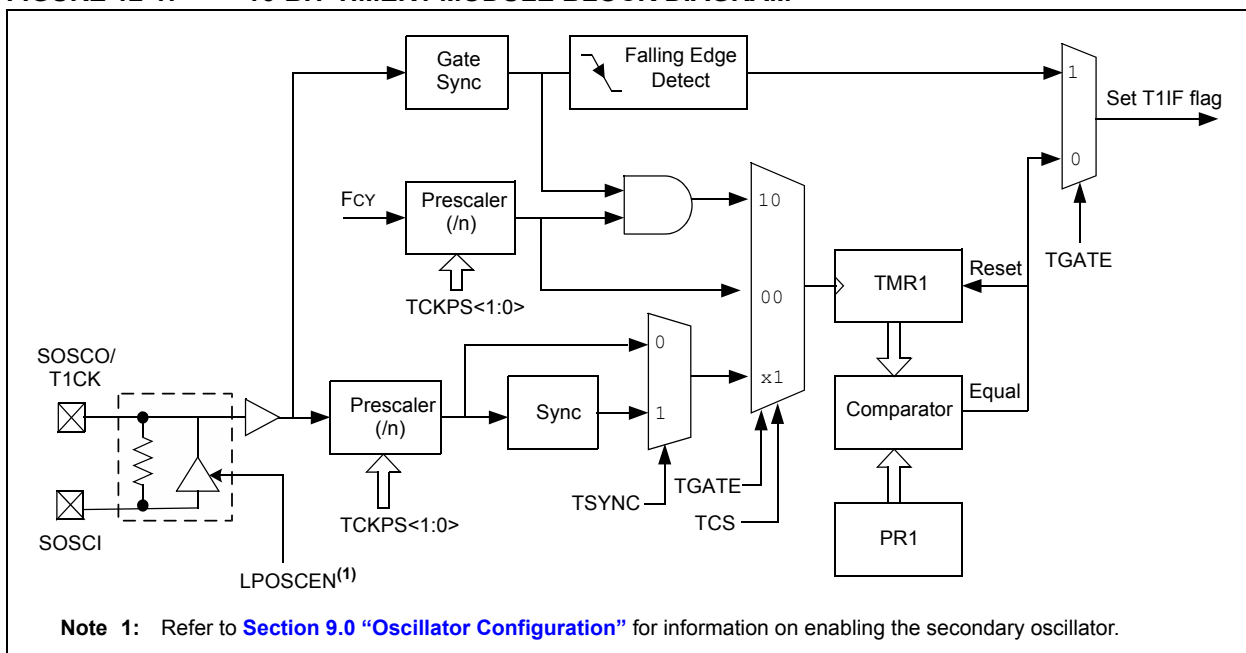 Gate
Sync
Falling Edge
Detect
1
0
Set T1IF flag
TGATE
FCY
Prescaler
(/n)
TCKPS<1:0>
10
00
x1
TMR1
Reset
Comparator
Equal
PR1
SOSCO/
T1CK
SOSCI
Prescaler
(/n)
TCKPS<1:0>
Sync
0
1
TSYNC
TGATE
TCS
LPOSCEN(1)
Note 1: Refer to Section 9.0 “Oscillator Configuration” for information on enabling the secondary oscillator.